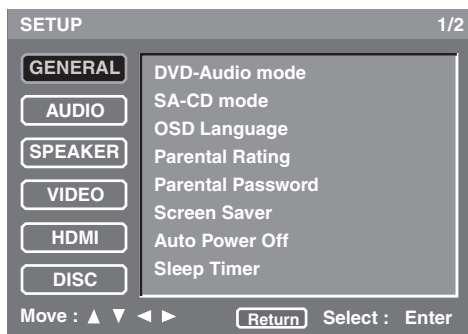 SETUP 1/2
GENERAL
AUDIO
SPEAKER
VIDEO
HDMI
DISC
DVD-Audio mode
SA-CD mode
OSD Language
Parental Rating
Parental Password
Screen Saver
Auto Power Off
Sleep Timer
Move : ▲ ▼ ◄ ► Return Select : Enter